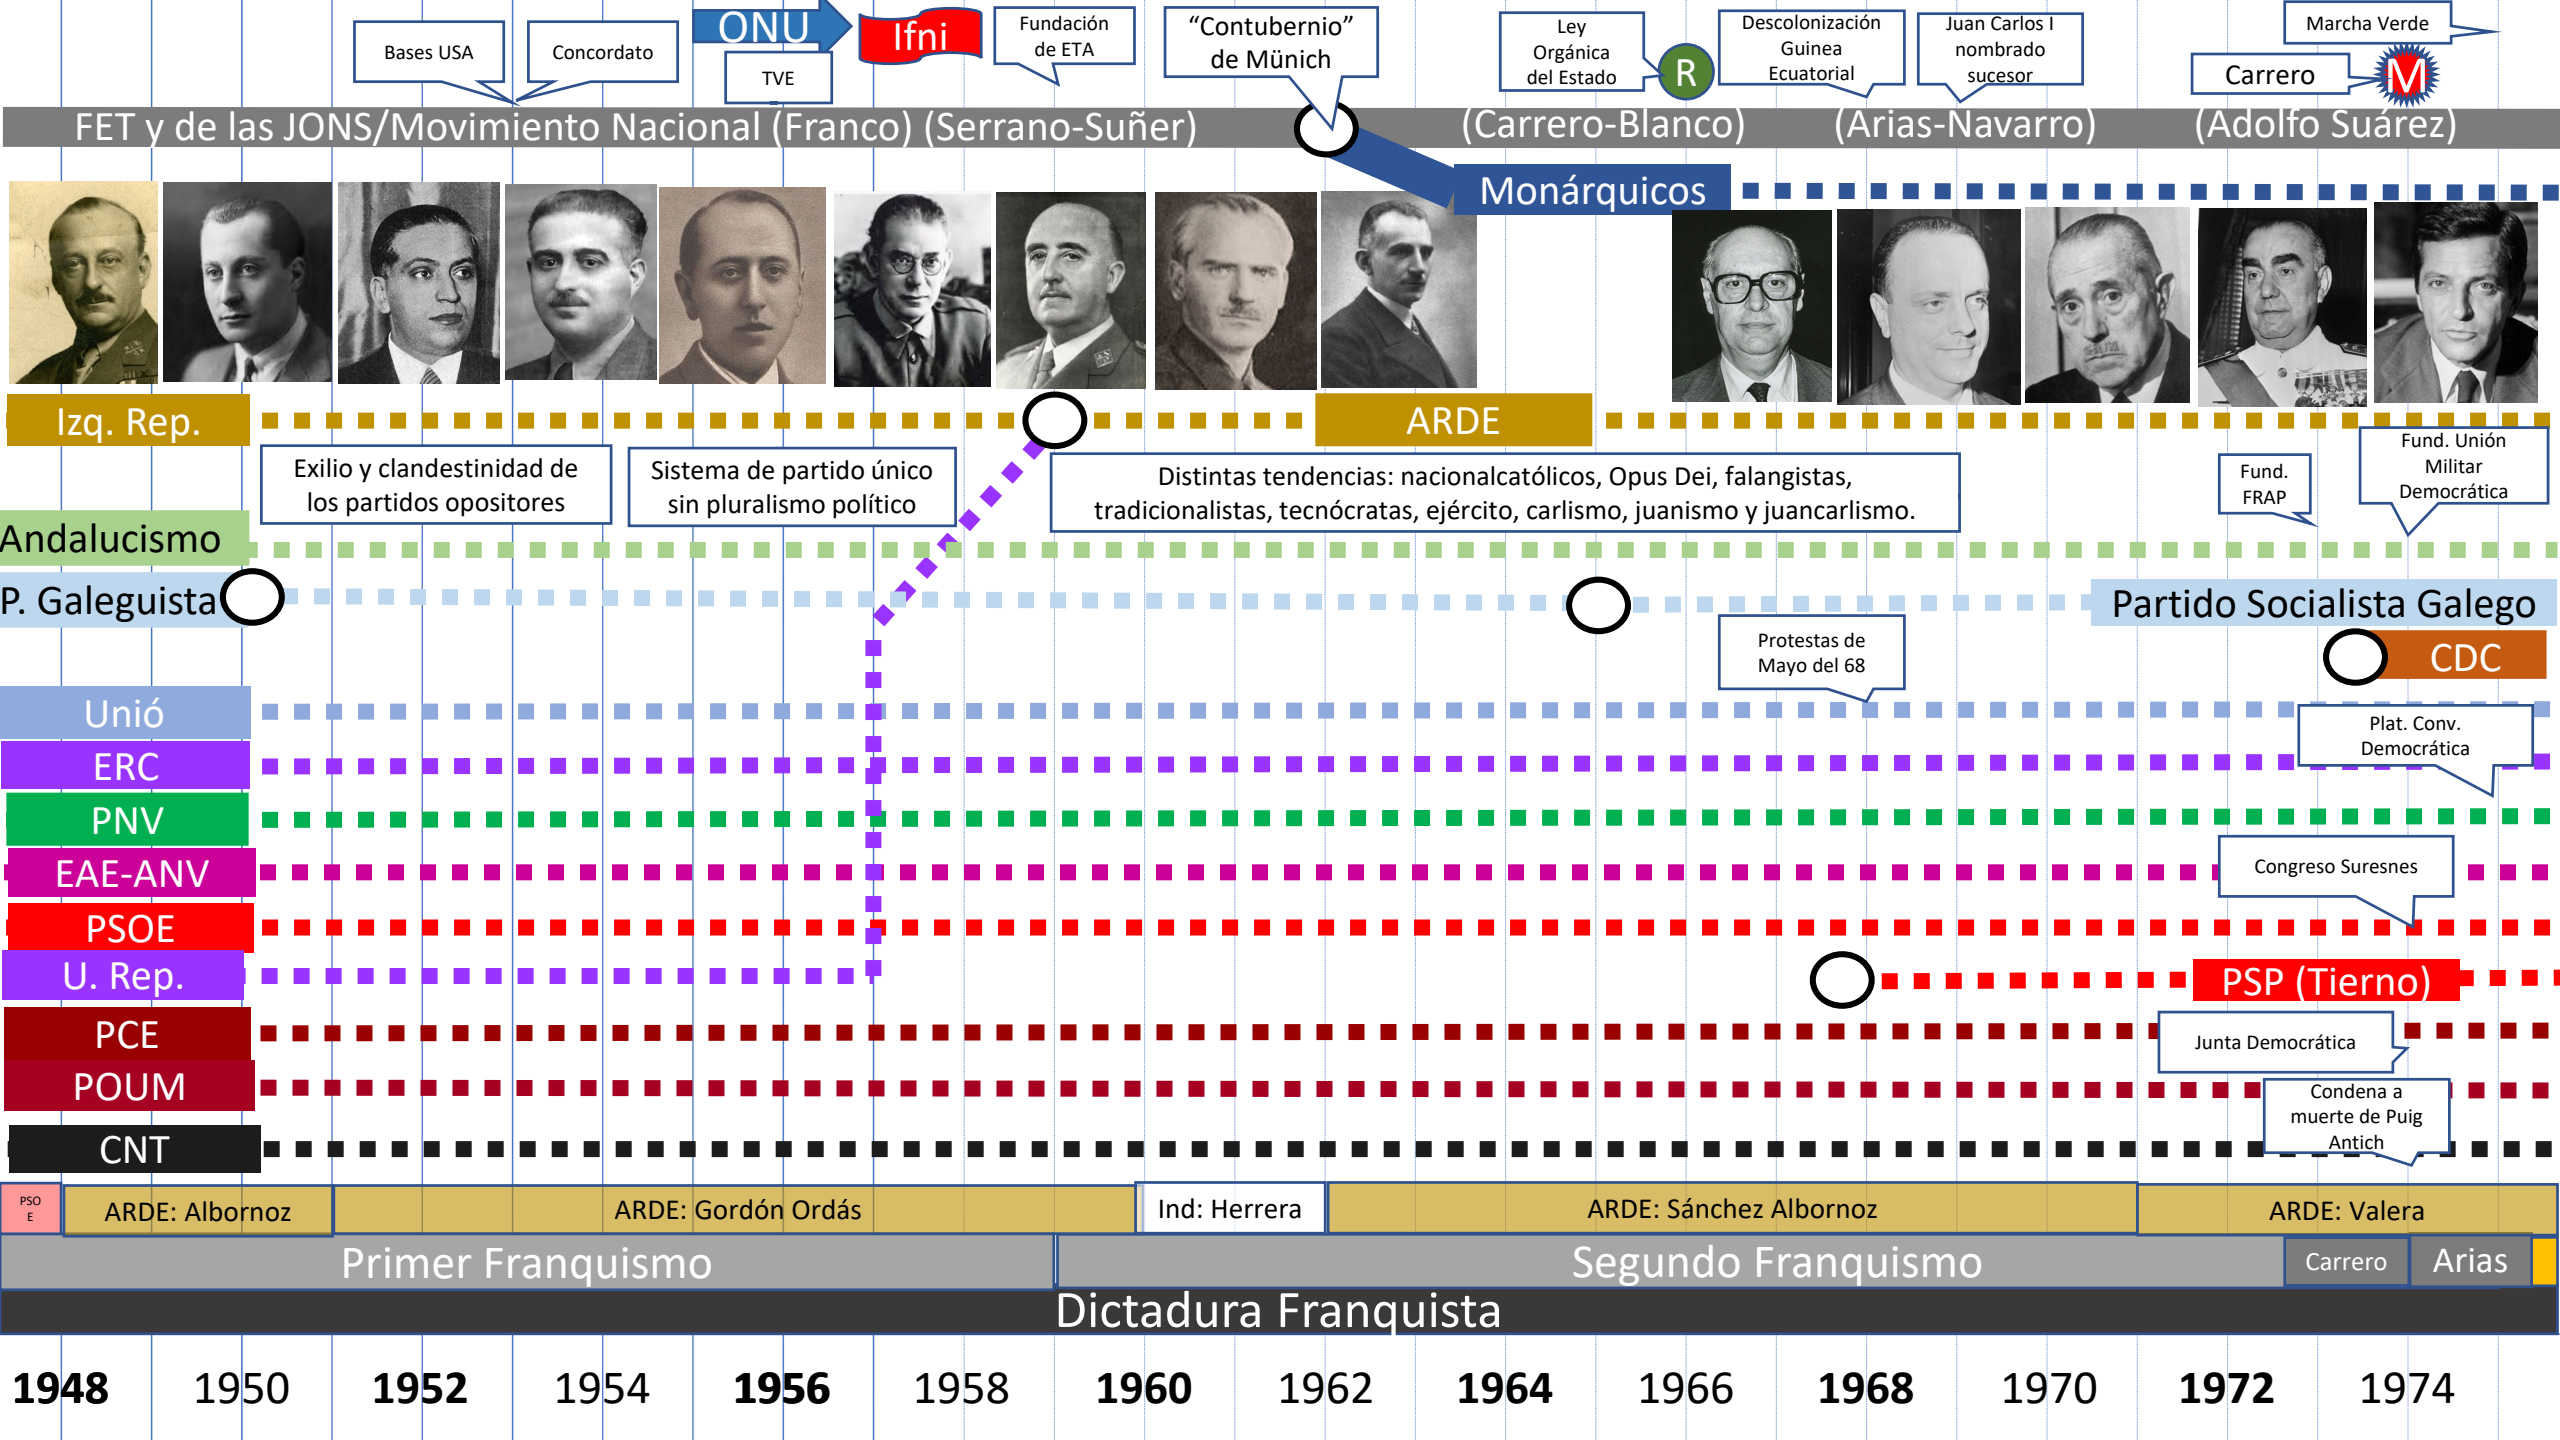 Bases USA
Concordato
ONU
TVE
Ifni
Fundación
de ETA
“Contubernio”
de Münich
Ley
Orgánica
del Estado
R
Descolonización
Guinea
Ecuatorial
Juan Carlos I
nombrado
sucesor
Marcha Verde
Carrero
M
FET y de las JONS/Movimiento Nacional (Franco) (Serrano-Suñer)
(Carrero-Blanco)
(Arias-Navarro)
(Adolfo Suárez)
Monárquicos
Izq. Rep.
ARDE
Exilio y clandestinidad de
los partidos opositores
Sistema de partido único
sin pluralismo político
Distintas tendencias: nacionalcatólicos, Opus Dei, falangistas,
tradicionalistas, tecnócratas, ejército, carlismo, juanismo y juancarlismo.
Fund.
FRAP
Fund. Unión
Militar
Democrática
Andalucismo
P. Galeguista
Partido Socialista Galego
Protestas de
Mayo del 68
CDC
Unió
Plat. Conv.
Democrática
ERC
PNV
EAE-ANV
Congreso Suresnes
PSOE
U. Rep.
PSP (Tierno)
PCE
Junta Democrática
POUM
Condena a
muerte de Puig
Antich
CNT
PSO
E
ARDE: Albornoz
ARDE: Gordón Ordás
Ind: Herrera
ARDE: Sánchez Albornoz
ARDE: Valera
Primer Franquismo
Segundo Franquismo
Carrero
Arias
Dictadura Franquista
1948 1950 1952 1954 1956 1958 1960 1962 1964 1966 1968 1970 1972 1974